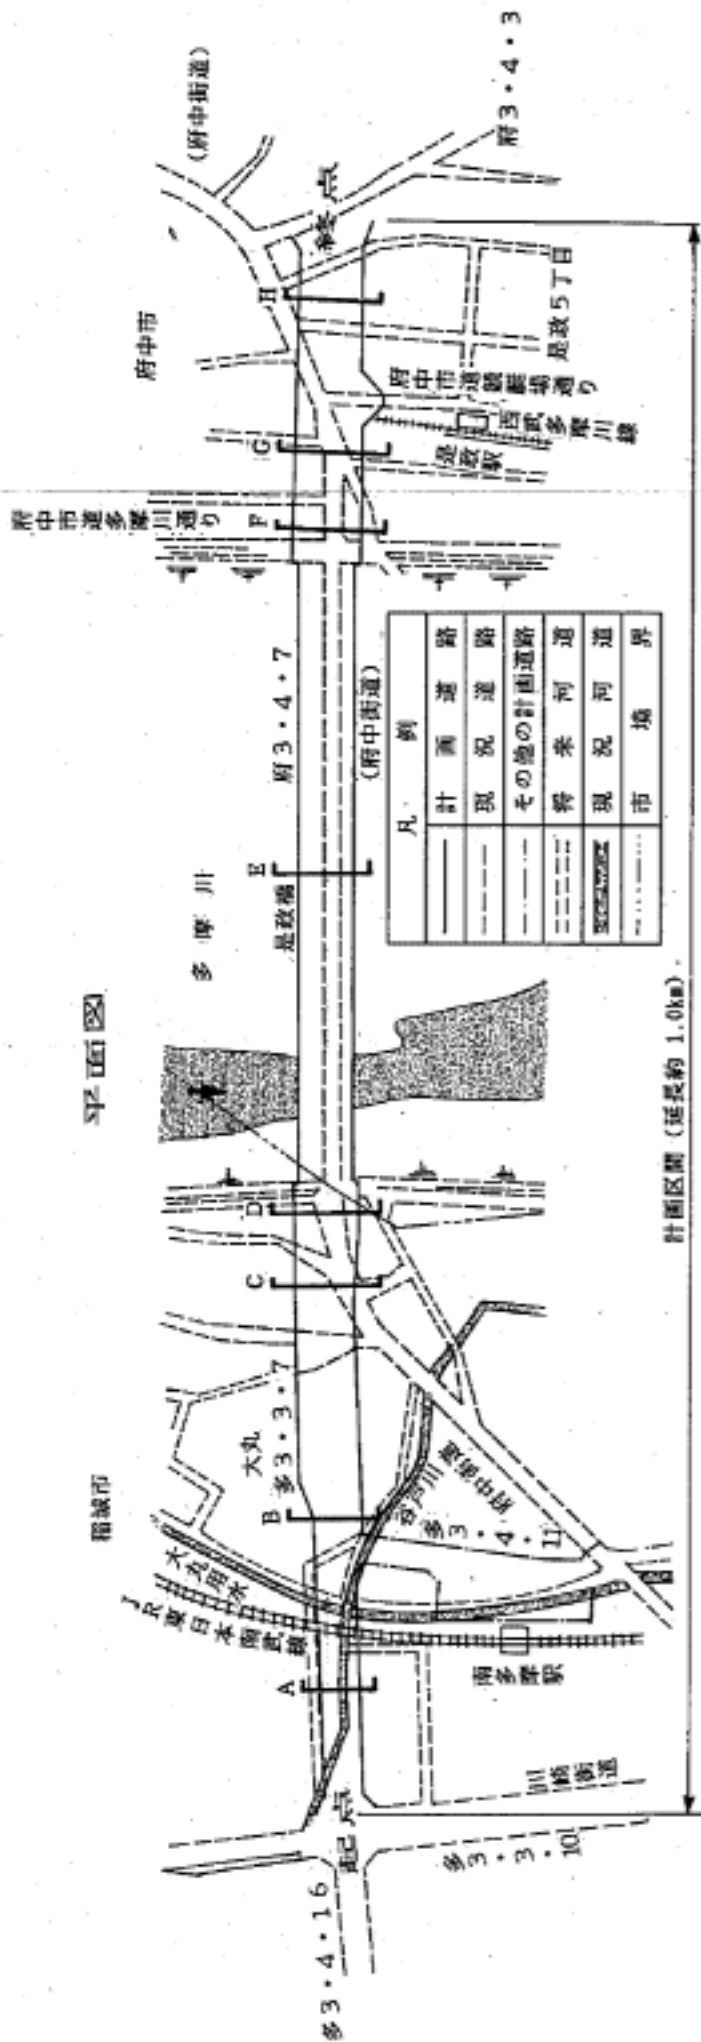 平面図
稲城市
府中市
多摩川
(府中街道)
府中市道多摩川通り
大丸用水
JR東日本南武線
大丸
多3・3・7
是政橋
府3・4・7
(府中街道)
A
B
C
D
E
F
G
H
多3・4・16
起点
終点
府3・4・3
川崎街道
多3・3・10
南多摩駅
谷戸川
多3・4・11
府中市道競艇場通り
西武多摩川線
是政駅
是政5丁目
凡例
計画道路
現況道路
その他の計画道路
将来河道
現況河道
市境界
計画区間(延長約 1.0km)